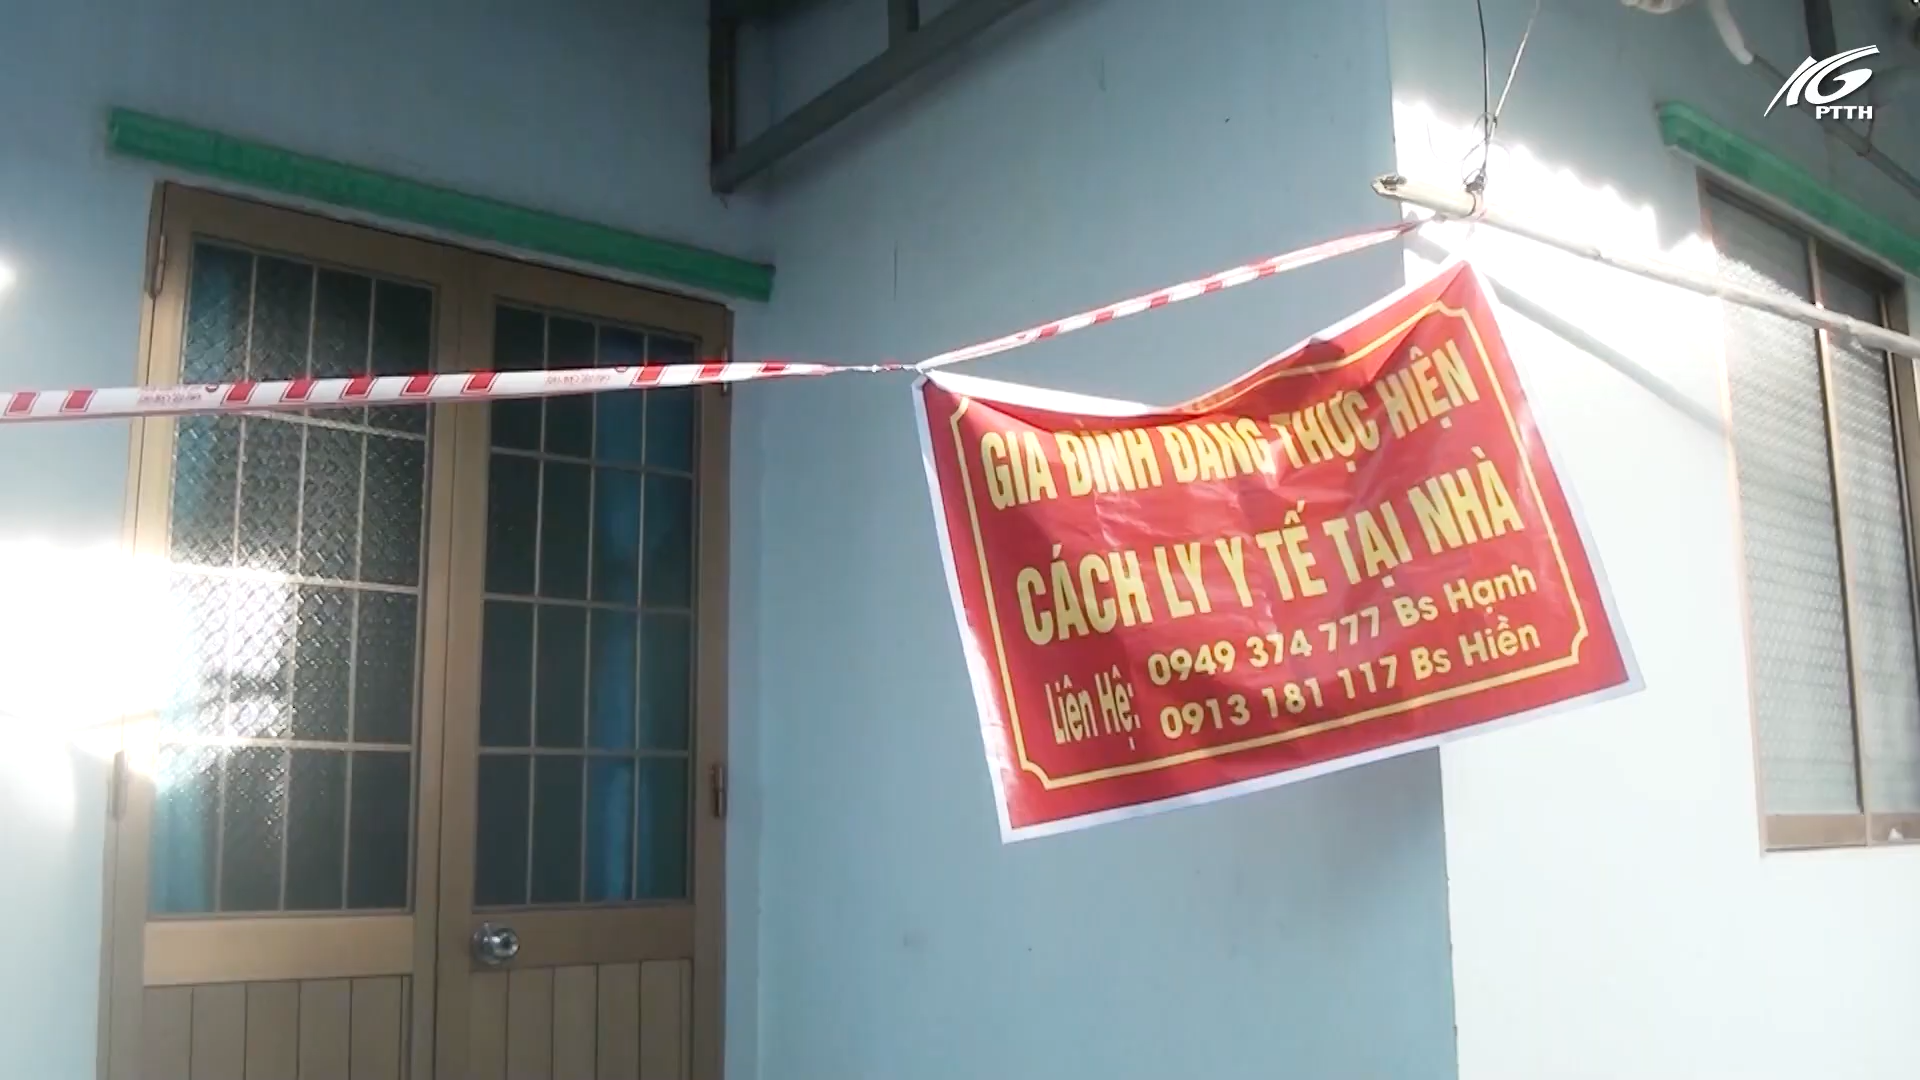 KG
PTTH
GIA ĐÌNH ĐANG THỰC HIỆN
CÁCH LY Y TẾ TẠI NHÀ
Liên Hệ: 0949 374 777 Bs Hạnh
0913 181 117 Bs Hiền